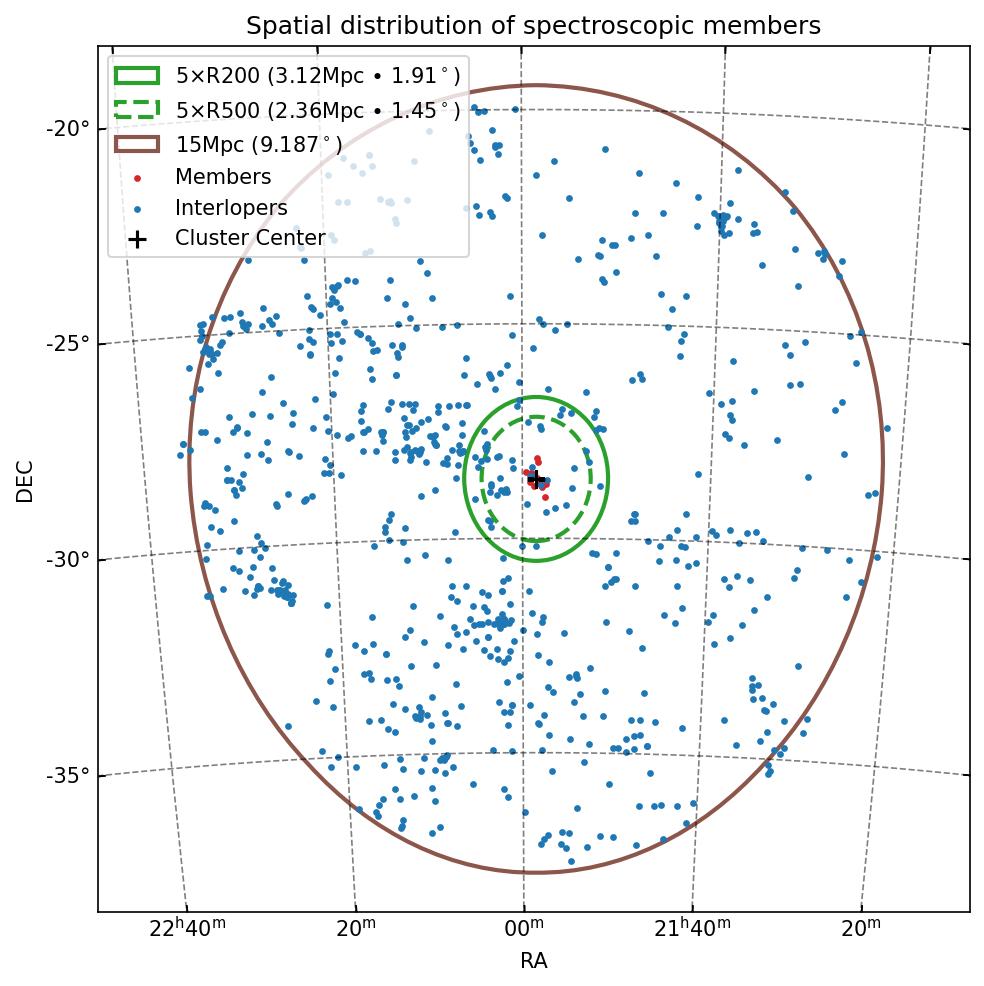 Spatial distribution of spectroscopic members
5×R200 (3.12Mpc • 1.91°)
5×R500 (2.36Mpc • 1.45°)
15Mpc (9.187°)
Members
Interlopers
Cluster Center
DEC
-20°
-25°
-30°
-35°
22ʰ40ᵐ 20ᵐ 00ᵐ 21ʰ40ᵐ 20ᵐ
RA